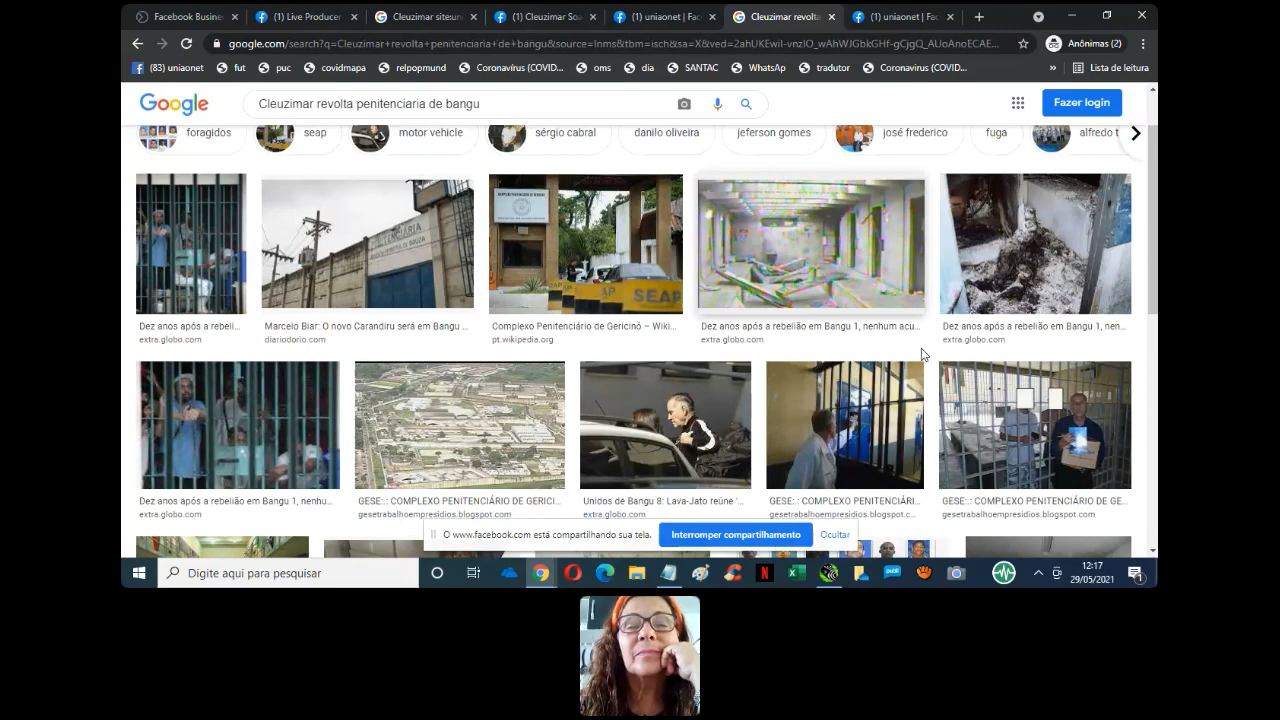 Facebook Busine
(1) Live Producer
Cleuzimar siteun
(1) Cleuzimar Soa
(1) uniaonet | Fac
Cleuzimar revolta
(1) uniaonet | Fac
google.com/search?q=Cleuzimar+revolta+penitenciaria+de+bangu&source=lnms&tbm=isch&sa=X&ved=2ahUKEwiI-vnzIO_wAhWJGbkGHf-gCjgQ_AUoAnoECAE...
Anônimas (2)
(83) uniaonet
fut
puc
covidmapa
relpopmund
Coronavírus (COVID...
oms
dia
SANTAC
WhatsApp
tradutor
Coronavirus (COVID...
»
Lista de leitura
Google
Cleuzimar revolta penitenciaria de bangu
Fazer login
foragidos
seap
motor vehicle
sérgio cabral
danilo oliveira
jeferson gomes
josé frederico
fuga
alfredo t
PENITENCIÁRIA
SEAP
Dez anos após a rebeli...
extra.globo.com
Marcelo Biar: O novo Carandiru será em Bangu ...
diariodorio.com
Complexo Penitenciário de Gericinó – Wiki...
pt.wikipedia.org
Dez anos após a rebelião em Bangu 1, nenhum acu...
extra.globo.com
Dez anos após a rebelião em Bangu 1, nen...
extra.globo.com
Dez anos após a rebelião em Bangu 1, nenhu...
extra.globo.com
GESE:.: COMPLEXO PENITENCIÁRIO DE GERICI...
gesetrabalhoempresidios.blogspot.com
Unidos de Bangu 8: Lava-Jato reúne '...
extra.globo.com
GESE:.: COMPLEXO PENITENCIÁRI...
gesetrabalhoempresidios.blogspot.c...
GESE:.: COMPLEXO PENITENCIÁRIO DE GE...
gesetrabalhoempresidios.blogspot.com
O www.facebook.com está compartilhando sua tela.
Interromper compartilhamento
Ocultar
Digite aqui para pesquisar
12:17
29/05/2021